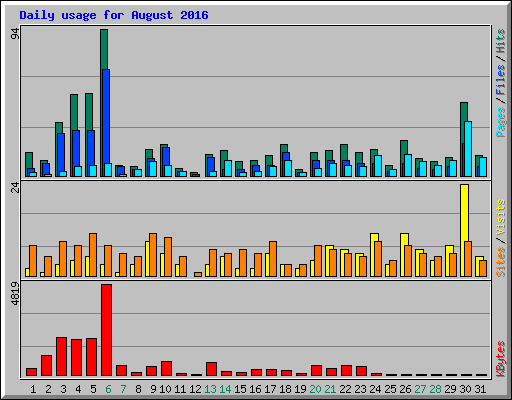 Daily usage for August 2016
94
Pages / Files / Hits
24
Sites / Visits
4819
KBytes
1 2 3 4 5 6 7 8 9 10 11 12 13 14 15 16 17 18 19 20 21 22 23 24 25 26 27 28 29 30 31